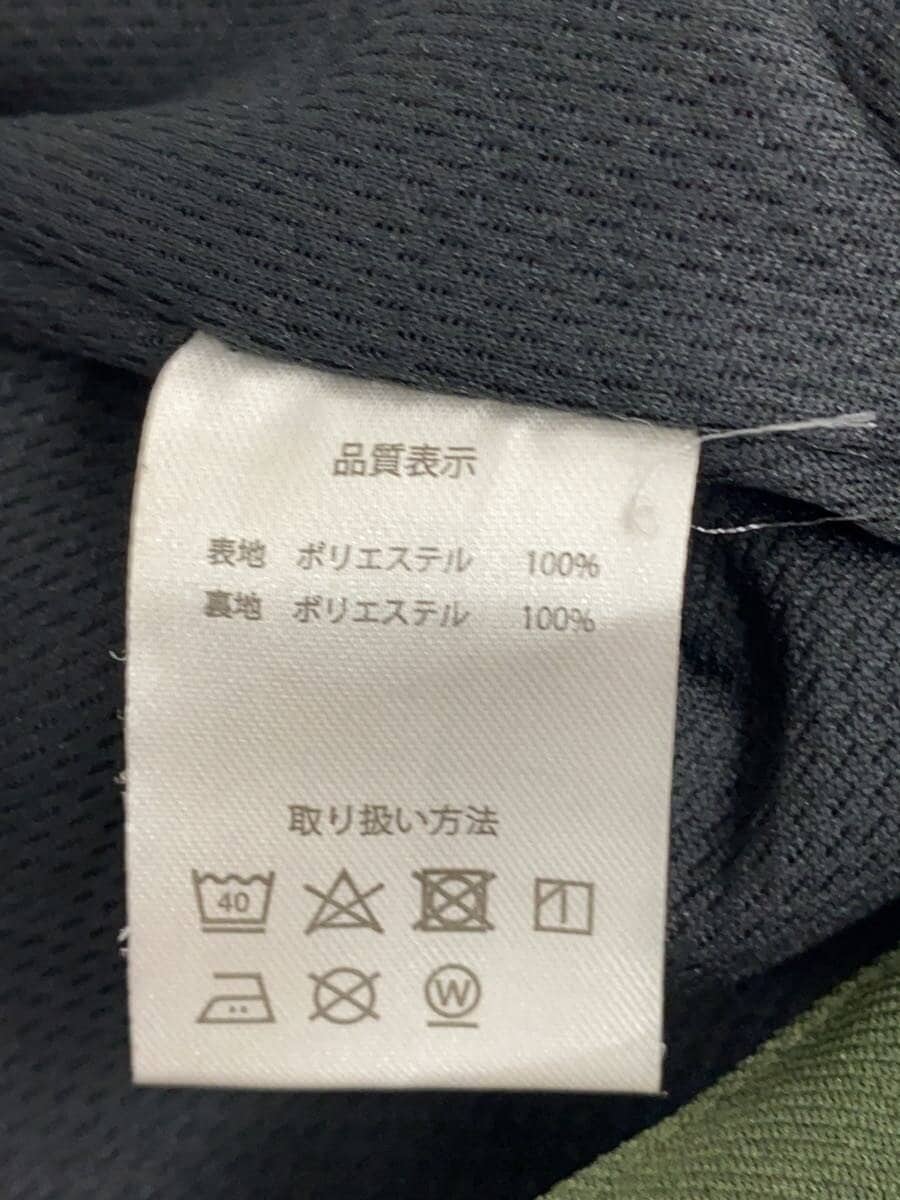 品質表示
表地 ポリエステル 100%
裏地 ポリエステル 100%
取り扱い方法
40
W